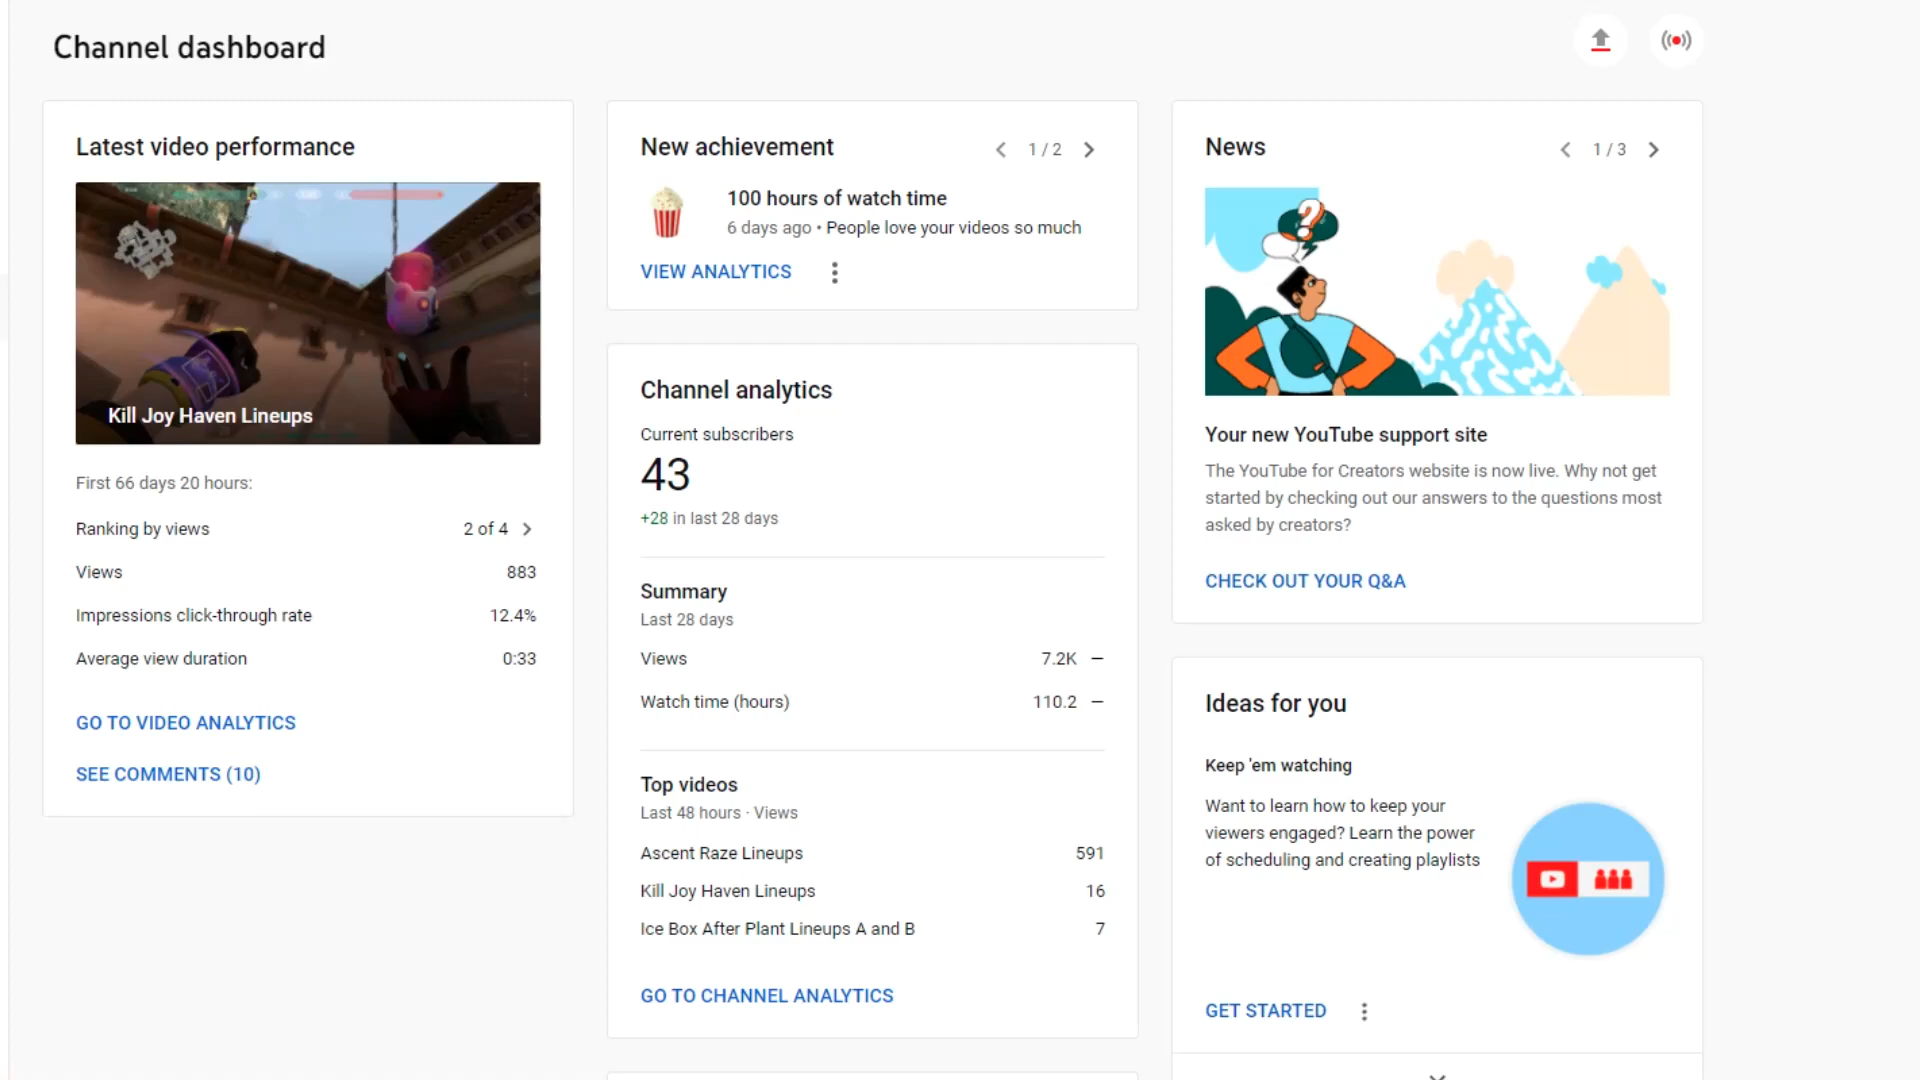 Channel dashboard
Latest video performance
Kill Joy Haven Lineups
First 66 days 20 hours:
Ranking by views 2 of 4
Views 883
Impressions click-through rate 12.4%
Average view duration 0:33
GO TO VIDEO ANALYTICS
SEE COMMENTS (10)
New achievement 1 / 2
100 hours of watch time
6 days ago • People love your videos so much
VIEW ANALYTICS
Channel analytics
Current subscribers
43
+28 in last 28 days
Summary
Last 28 days
Views 7.2K —
Watch time (hours) 110.2 —
Top videos
Last 48 hours · Views
Ascent Raze Lineups 591
Kill Joy Haven Lineups 16
Ice Box After Plant Lineups A and B 7
GO TO CHANNEL ANALYTICS
News 1 / 3
?
Your new YouTube support site
The YouTube for Creators website is now live. Why not get
started by checking out our answers to the questions most
asked by creators?
CHECK OUT YOUR Q&A
Ideas for you
Keep 'em watching
Want to learn how to keep your
viewers engaged? Learn the power
of scheduling and creating playlists
GET STARTED